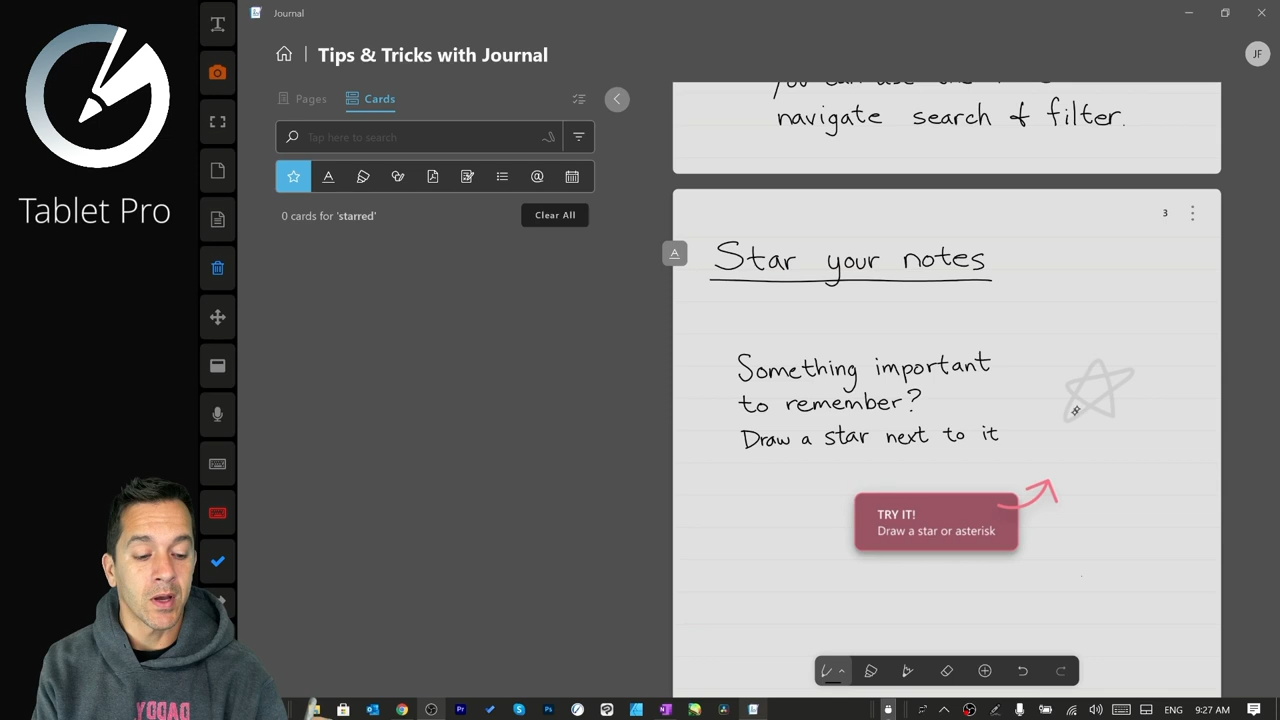 Journal
Tips & Tricks with Journal
JF
Pages
Cards
Tap here to search
0 cards for 'starred'
Clear All
navigate search & filter.
3
Star your notes
Something important
to remember?
Draw a star next to it
TRY IT!
Draw a star or asterisk
Tablet Pro
DADDY
9:27 AM